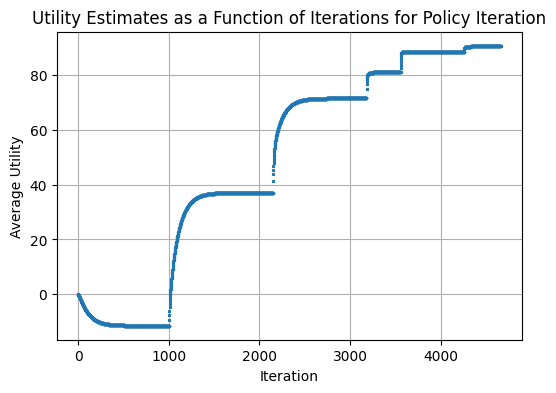 Utility Estimates as a Function of Iterations for Policy Iteration
80
60
40
20
0
Average Utility
0 1000 2000 3000 4000
Iteration